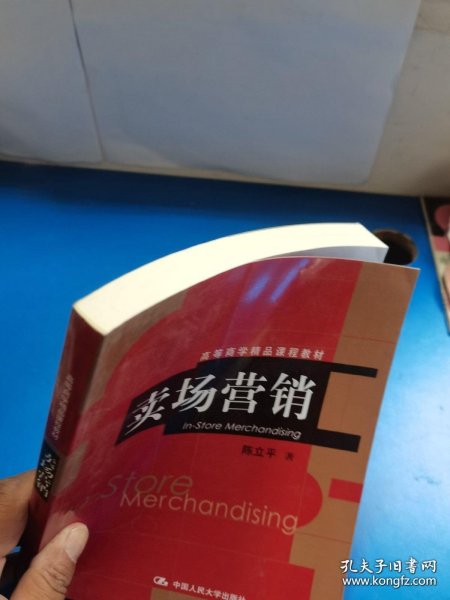 高等商学精品课程教材
卖场营销
In-Store Merchandising
陈立平 著
store
Merchandising
中国人民大学出版社
孔夫子旧书网
www.kongfz.com